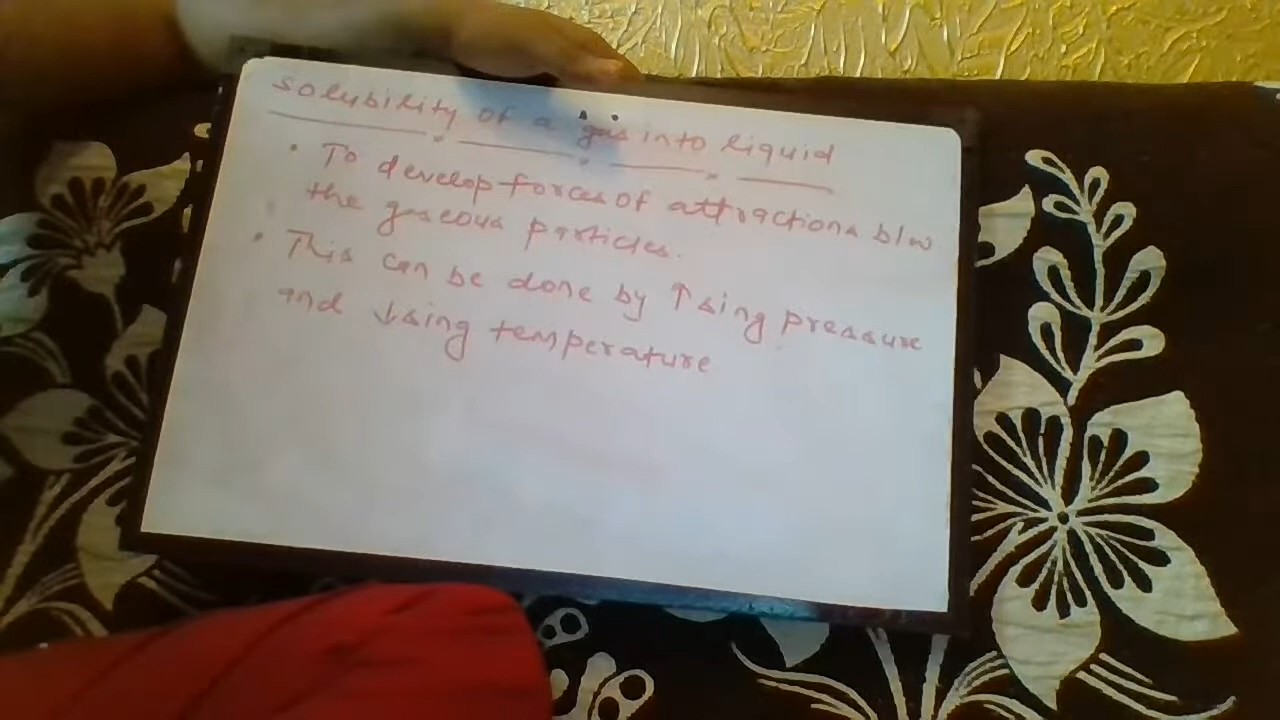 solubility of a gas into liquid
• To develop forces of attractions b/w
the gaseous particles.
• This can be done by ↑sing pressure
and ↓sing temperature